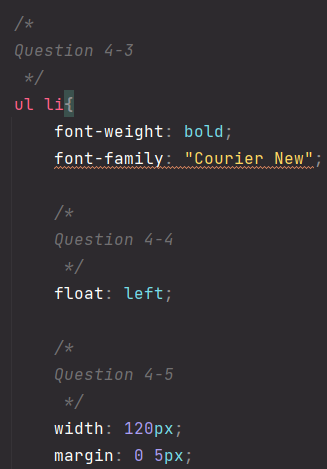 /*
Question 4-3
*/
ul li{
font-weight: bold;
font-family: "Courier New";
/*
Question 4-4
*/
float: left;
/*
Question 4-5
*/
width: 120px;
margin: 0 5px;